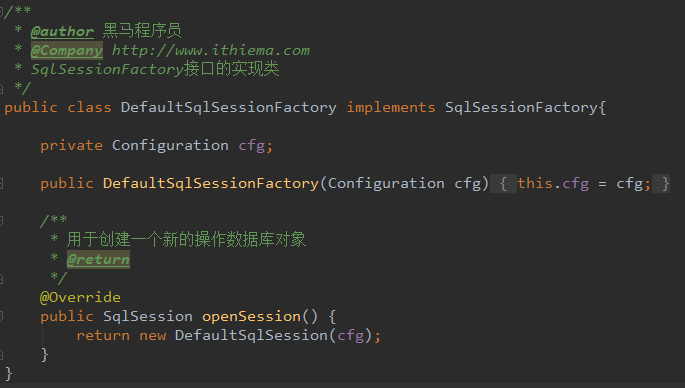 /**
 * @author 黑马程序员
 * @Company http://www.ithiema.com
 * SqlSessionFactory接口的实现类
 */
public class DefaultSqlSessionFactory implements SqlSessionFactory{
    private Configuration cfg;
    public DefaultSqlSessionFactory(Configuration cfg) { this.cfg = cfg; }
    /**
     * 用于创建一个新的操作数据库对象
     * @return
     */
    @Override
    public SqlSession openSession() {
        return new DefaultSqlSession(cfg);
    }
}